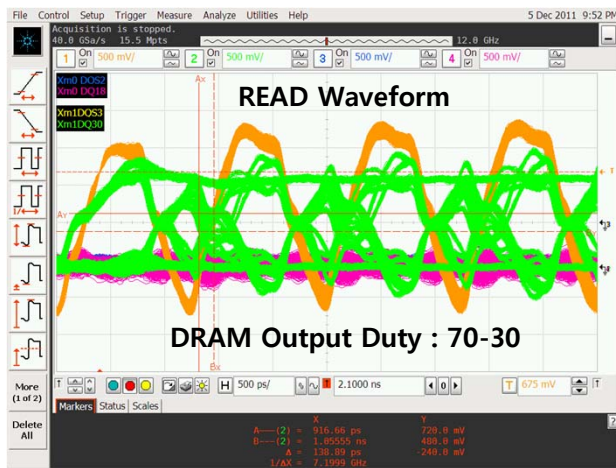 File Control Setup Trigger Measure Analyze Utilities Help 5 Dec 2011 9:52 PM
Acquisition is stopped.
40.0 GSa/s 15.5 Mpts 12.0 GHz
1 On 500 mV/ 2 On 500 mV/ 3 On 500 mV/ 4 On 500 mV/
Xm0 DQS2
Xm0 DQ18
Xm1DQS3
Xm1DQ30
Ax
READ Waveform
T
Ay
DRAM Output Duty : 70-30
Bx
More
(1 of 2)
Delete
All
H 500 ps/ 2.1000 ns 0 T 675 mV
Markers Status Scales
X Y
A---(2) = 916.66 ps 720.0 mV
B---(2) = 1.05555 ns 480.0 mV
Δ = 138.89 ps -240.0 mV
1/ΔX = 7.1999 GHz